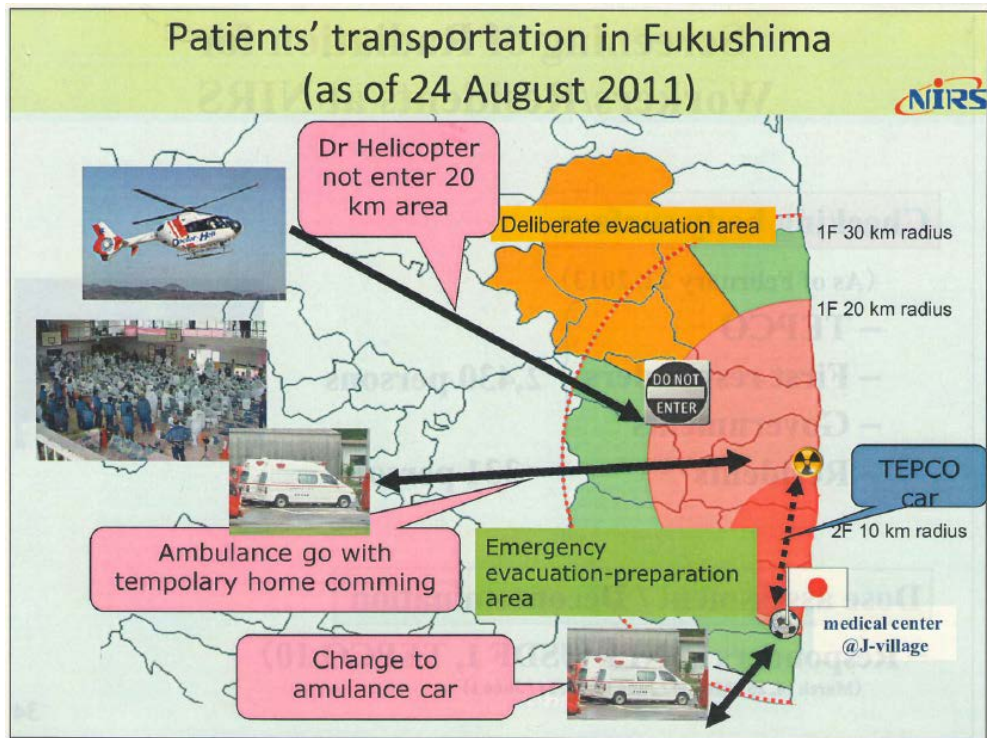 Patients' transportation in Fukushima
(as of 24 August 2011)
NIRS
Dr Helicopter
not enter 20
km area
Deliberate evacuation area
1F 30 km radius
1F 20 km radius
DO NOT
ENTER
TEPCO
car
2F 10 km radius
Ambulance go with
tempolary home comming
Emergency
evacuation-preparation
area
medical center
@J-village
Change to
amulance car